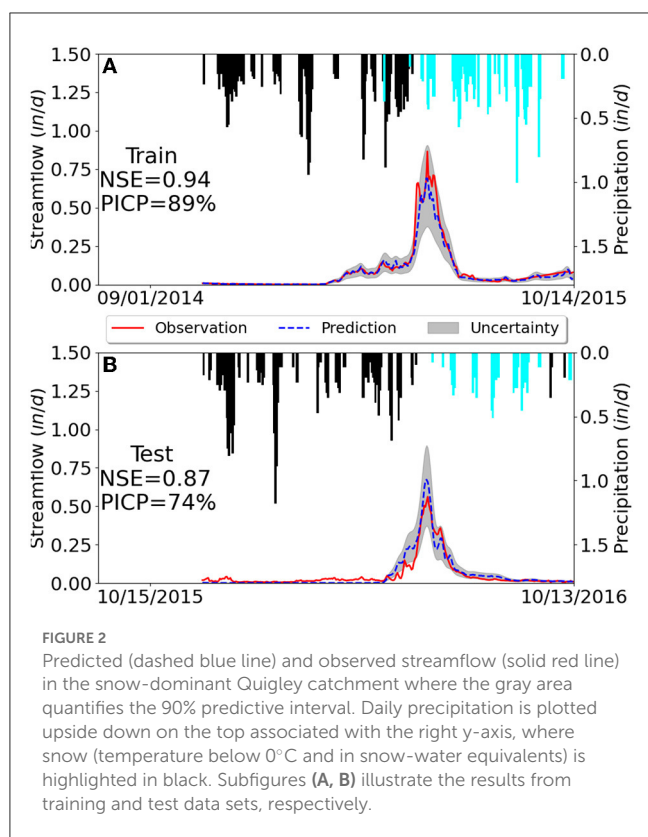 A
1.50
1.25
1.00
0.75
0.50
0.25
0.00
Streamflow (in/d)
Train
NSE=0.94
PICP=89%
0.0
0.5
1.0
1.5
Precipitation (in/d)
09/01/2014
10/14/2015
Observation
Prediction
Uncertainty
B
1.50
1.25
1.00
0.75
0.50
0.25
0.00
Streamflow (in/d)
Test
NSE=0.87
PICP=74%
0.0
0.5
1.0
1.5
Precipitation (in/d)
10/15/2015
10/13/2016
FIGURE 2
Predicted (dashed blue line) and observed streamflow (solid red line)
in the snow-dominant Quigley catchment where the gray area
quantifies the 90% predictive interval. Daily precipitation is plotted
upside down on the top associated with the right y-axis, where
snow (temperature below 0°C and in snow-water equivalents) is
highlighted in black. Subfigures (A, B) illustrate the results from
training and test data sets, respectively.